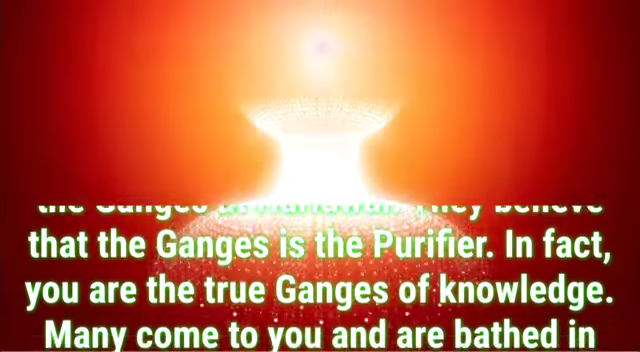 the Ganges at Haridwar. They believe
that the Ganges is the Purifier. In fact,
you are the true Ganges of knowledge.
Many come to you and are bathed in